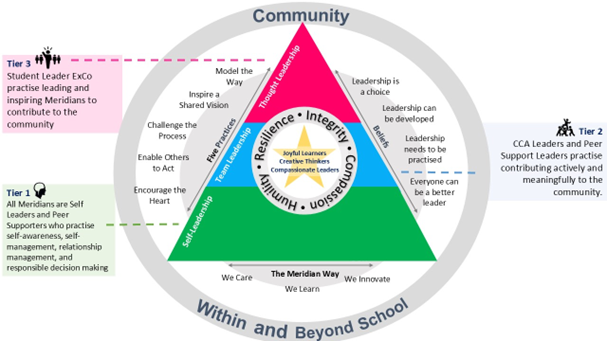 Community
Tier 3
Student Leader ExCo
practise leading and
inspiring Meridians to
contribute to the
community
Model the
Way
Inspire a
Shared Vision
Challenge the
Process
Enable Others
to Act
Encourage the
Heart
Five Practices
Thought Leadership
Team Leadership
Self-Leadership
Resilience • Integrity • Compassion • Humility •
Joyful Learners
Creative Thinkers
Compassionate Leaders
Beliefs
Leadership is
a choice
Leadership can
be developed
Leadership
needs to be
practised
Everyone can
be a better
leader
Tier 2
CCA Leaders and Peer
Support Leaders practise
contributing actively and
meaningfully to the
community.
Tier 1
All Meridians are Self
Leaders and Peer
Supporters who practise
self-awareness, self-
management, relationship
management, and
responsible decision making
The Meridian Way
We Care
We Learn
We Innovate
Within and Beyond School